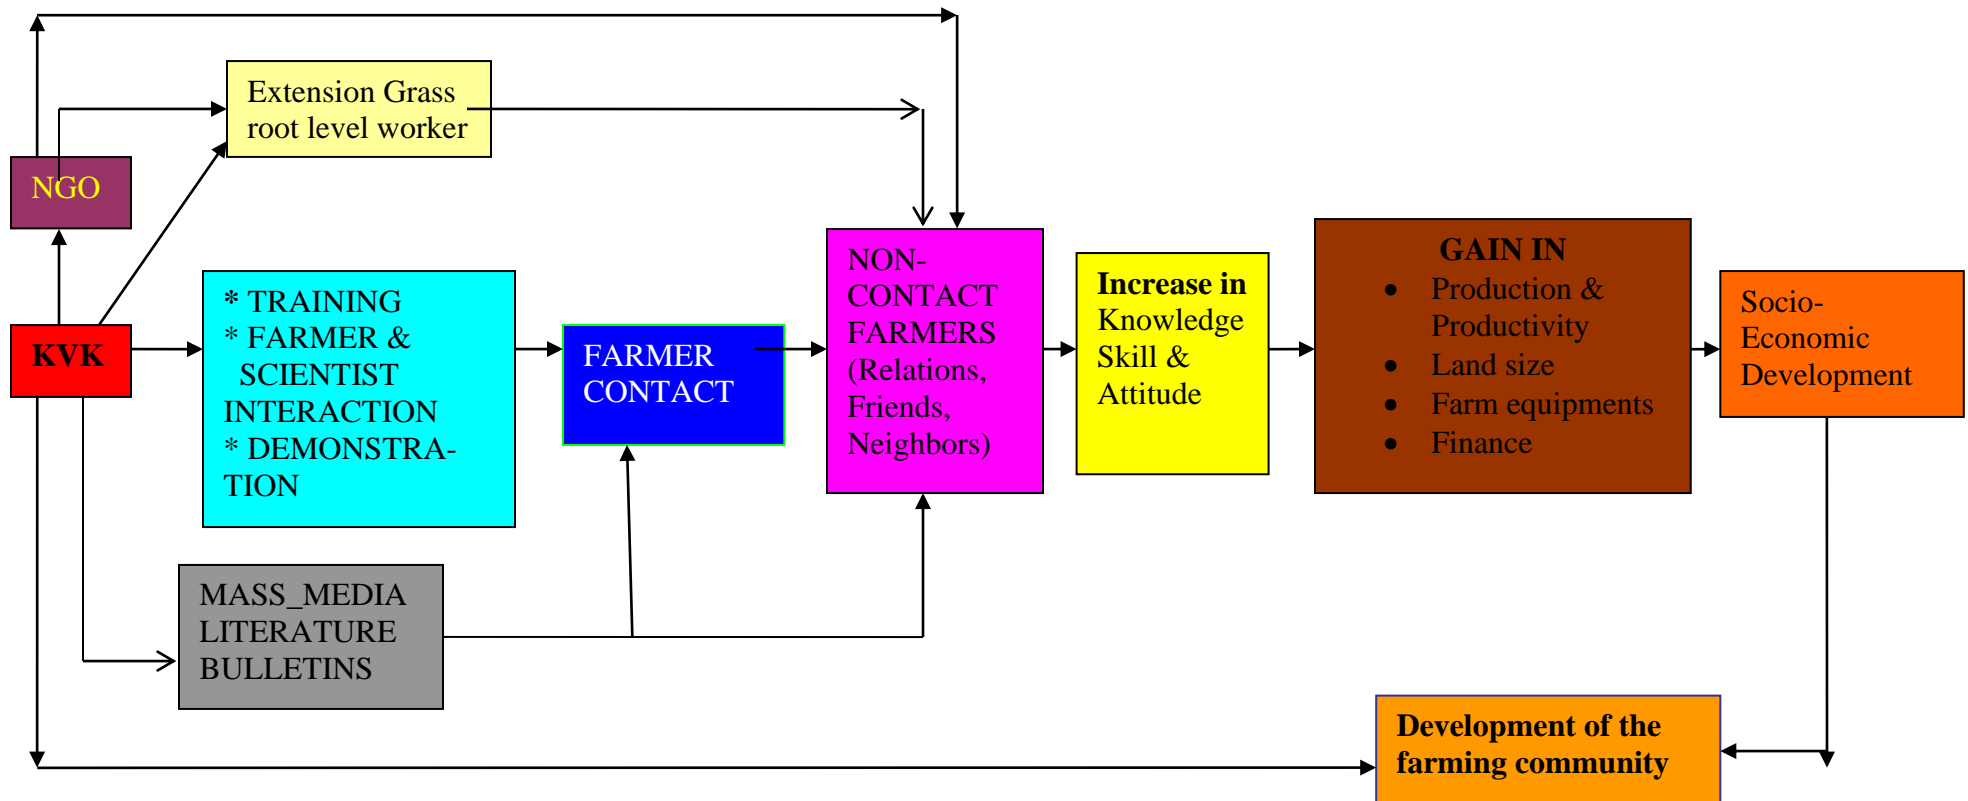 Extension Grass
root level worker
NGO
KVK
* TRAINING
* FARMER &
SCIENTIST
INTERACTION
* DEMONSTRA-
TION
MASS_MEDIA
LITERATURE
BULLETINS
FARMER
CONTACT
NON-
CONTACT
FARMERS
(Relations,
Friends,
Neighbors)
Increase in
Knowledge
Skill &
Attitude
GAIN IN
• Production &
Productivity
• Land size
• Farm equipments
• Finance
Socio-
Economic
Development
Development of the
farming community